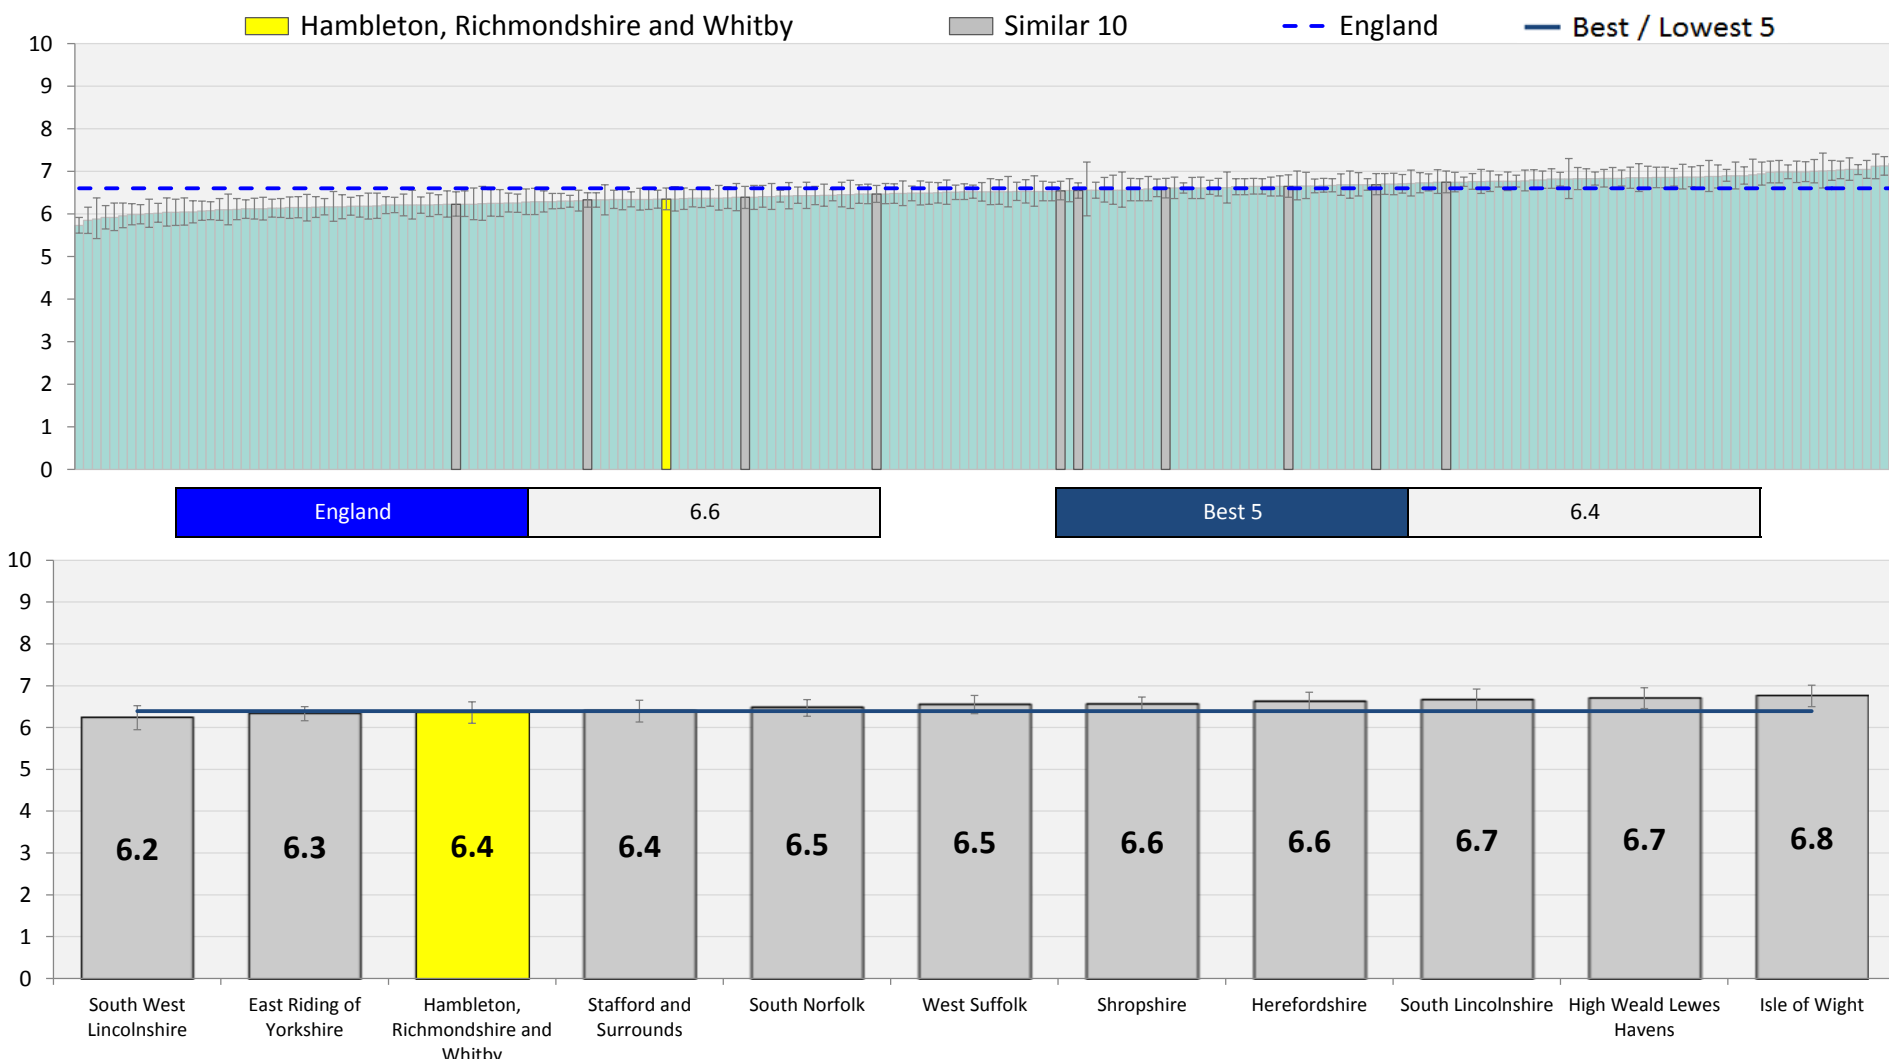 Hambleton, Richmondshire and Whitby Similar 10 England Best / Lowest 5
10
9
8
7
6
5
4
3
2
1
0
England 6.6 Best 5 6.4
10
9
8
7
6
5
4
3
2
1
0
6.2 6.3 6.4 6.4 6.5 6.5 6.6 6.6 6.7 6.7 6.8
South West
Lincolnshire
East Riding of
Yorkshire
Hambleton,
Richmondshire and
Whitby
Stafford and
Surrounds
South Norfolk
West Suffolk
Shropshire
Herefordshire
South Lincolnshire
High Weald Lewes
Havens
Isle of Wight